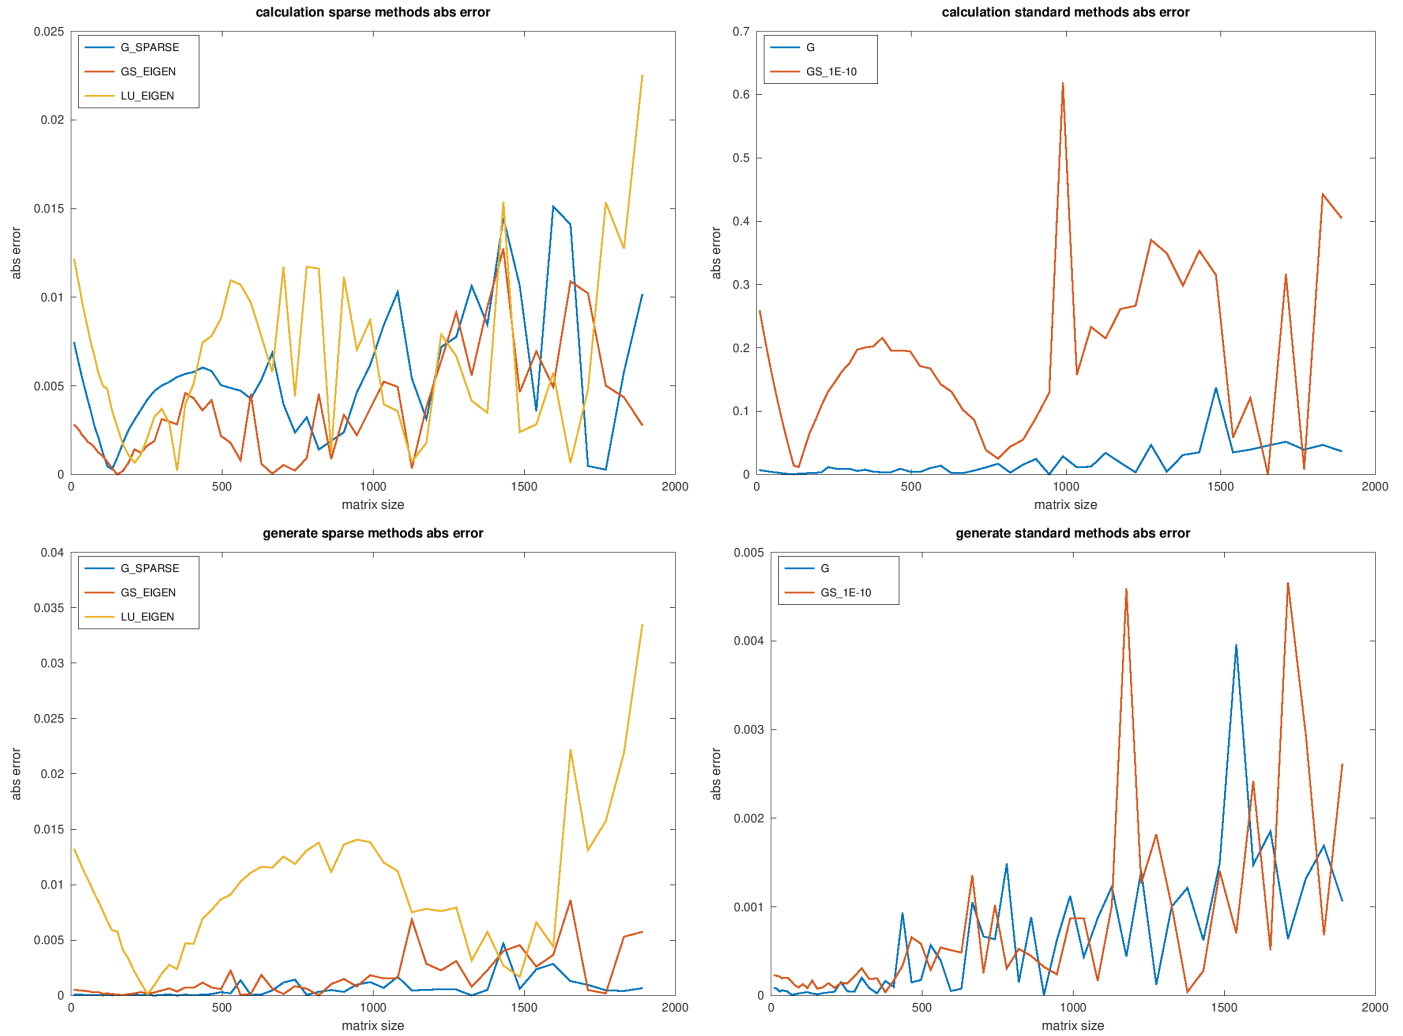 calculation sparse methods abs error
0.025
0.02
0.015
0.01
0.005
0
abs error
G_SPARSE
GS_EIGEN
LU_EIGEN
0 500 1000 1500 2000
matrix size
calculation standard methods abs error
0.7
0.6
0.5
0.4
0.3
0.2
0.1
0
abs error
G
GS_1E-10
0 500 1000 1500 2000
matrix size
generate sparse methods abs error
0.04
0.035
0.03
0.025
0.02
0.015
0.01
0.005
0
abs error
G_SPARSE
GS_EIGEN
LU_EIGEN
0 500 1000 1500 2000
matrix size
generate standard methods abs error
0.005
0.004
0.003
0.002
0.001
0
abs error
G
GS_1E-10
0 500 1000 1500 2000
matrix size